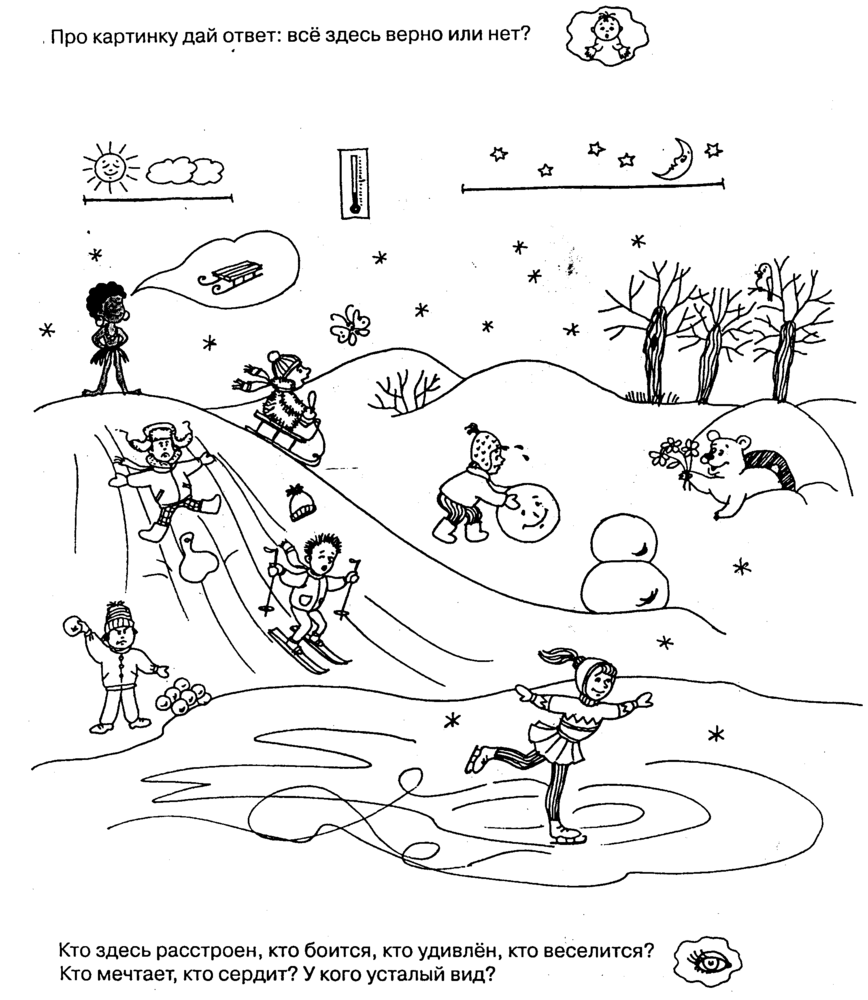 Про картинку дай ответ: всё здесь верно или нет?
Кто здесь расстроен, кто боится, кто удивлён, кто веселится?
Кто мечтает, кто сердит? У кого усталый вид?